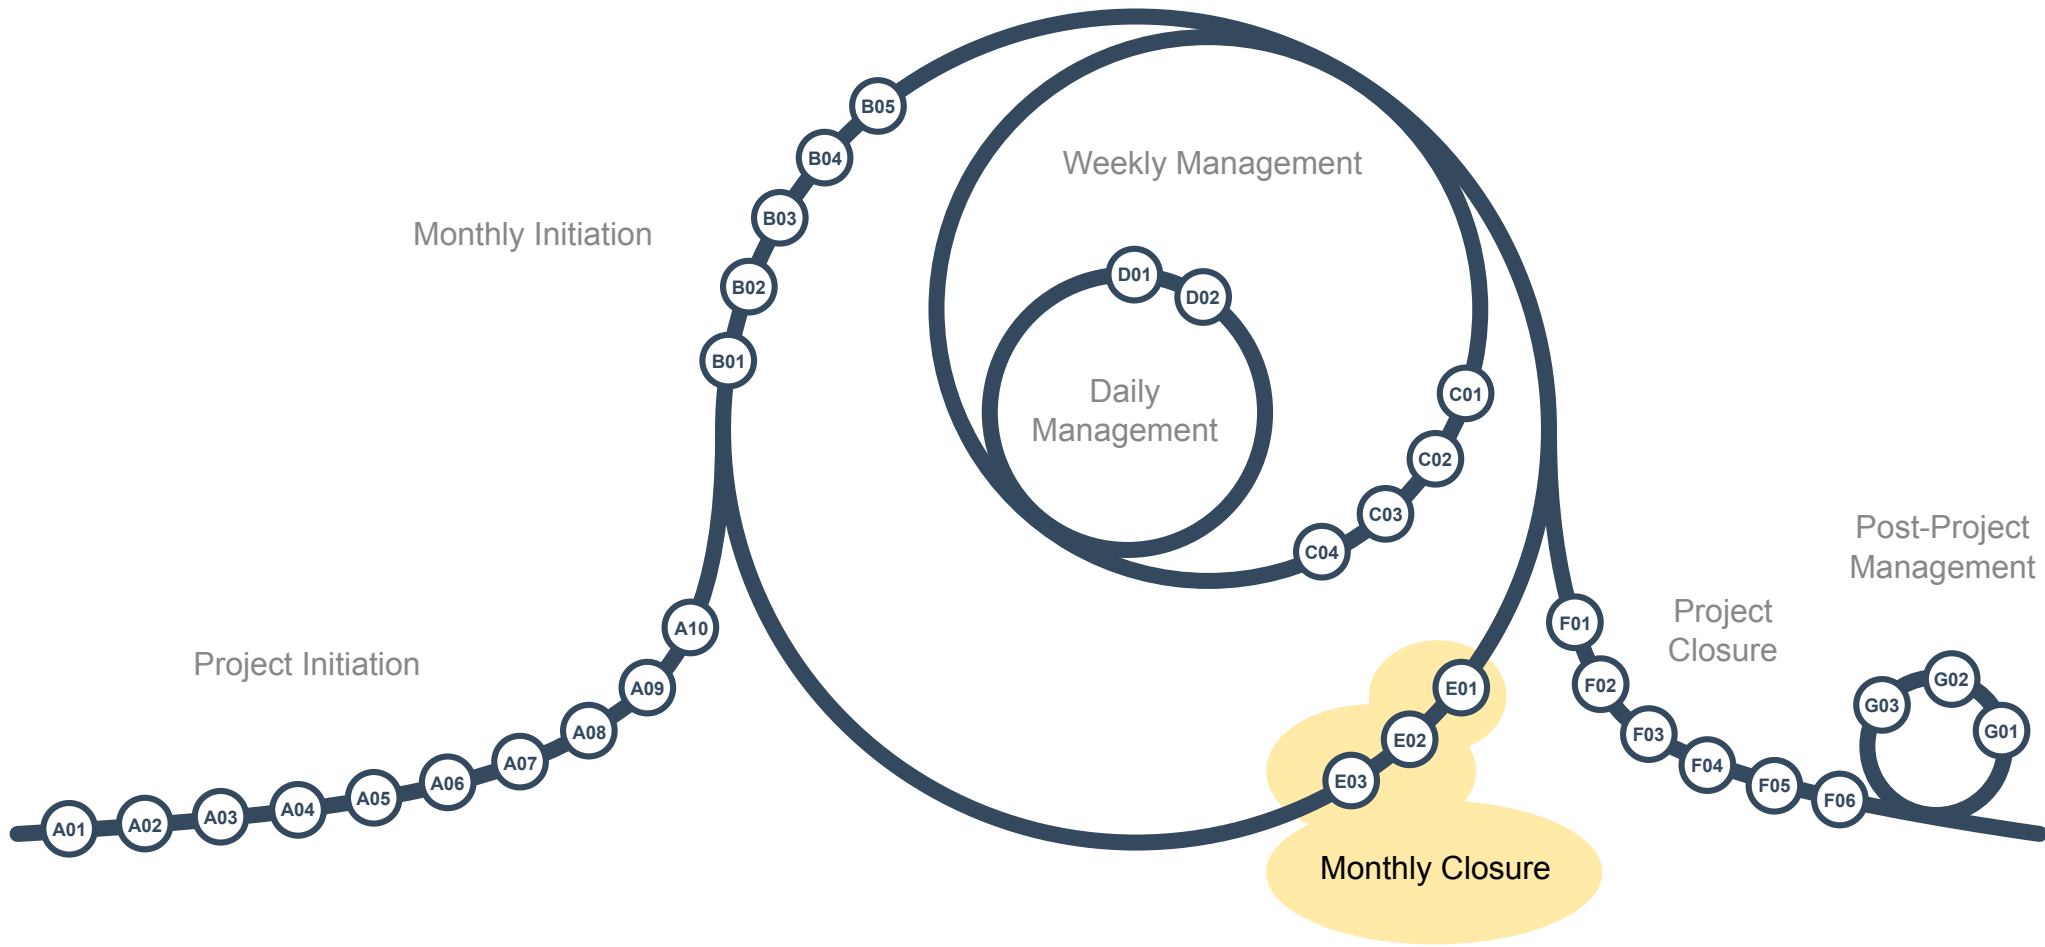 Project Initiation
A01
A02
A03
A04
A05
A06
A07
A08
A09
A10
Monthly Initiation
B01
B02
B03
B04
B05
Weekly Management
C01
C02
C03
C04
Daily
Management
D01
D02
Monthly Closure
E01
E02
E03
Project
Closure
F01
F02
F03
F04
F05
F06
Post-Project
Management
G01
G02
G03